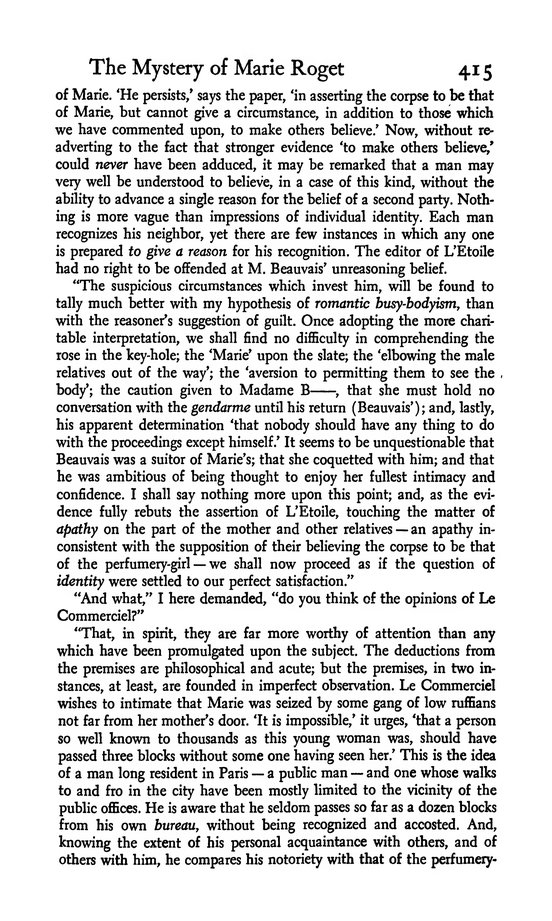 The Mystery of Marie Roget 415
of Marie. ‘He persists,’ says the paper, ‘in asserting the corpse to be that
of Marie, but cannot give a circumstance, in addition to those which
we have commented upon, to make others believe.’ Now, without re-
adverting to the fact that stronger evidence ‘to make others believe,’
could never have been adduced, it may be remarked that a man may
very well be understood to believe, in a case of this kind, without the
ability to advance a single reason for the belief of a second party. Noth-
ing is more vague than impressions of individual identity. Each man
recognizes his neighbor, yet there are few instances in which any one
is prepared to give a reason for his recognition. The editor of L’Etoile
had no right to be offended at M. Beauvais’ unreasoning belief.
“The suspicious circumstances which invest him, will be found to
tally much better with my hypothesis of romantic busy-bodyism, than
with the reasoner’s suggestion of guilt. Once adopting the more chari-
table interpretation, we shall find no difficulty in comprehending the
rose in the key-hole; the ‘Marie’ upon the slate; the ‘elbowing the male
relatives out of the way’; the ‘aversion to permitting them to see the
body’; the caution given to Madame B——, that she must hold no
conversation with the gendarme until his return (Beauvais’); and, lastly,
his apparent determination ‘that nobody should have any thing to do
with the proceedings except himself.’ It seems to be unquestionable that
Beauvais was a suitor of Marie’s; that she coquetted with him; and that
he was ambitious of being thought to enjoy her fullest intimacy and
confidence. I shall say nothing more upon this point; and, as the evi-
dence fully rebuts the assertion of L’Etoile, touching the matter of
apathy on the part of the mother and other relatives — an apathy in-
consistent with the supposition of their believing the corpse to be that
of the perfumery-girl — we shall now proceed as if the question of
identity were settled to our perfect satisfaction.”
“And what,” I here demanded, “do you think of the opinions of Le
Commerciel?”
“That, in spirit, they are far more worthy of attention than any
which have been promulgated upon the subject. The deductions from
the premises are philosophical and acute; but the premises, in two in-
stances, at least, are founded in imperfect observation. Le Commerciel
wishes to intimate that Marie was seized by some gang of low ruffians
not far from her mother’s door. ‘It is impossible,’ it urges, ‘that a person
so well known to thousands as this young woman was, should have
passed three blocks without some one having seen her.’ This is the idea
of a man long resident in Paris — a public man — and one whose walks
to and fro in the city have been mostly limited to the vicinity of the
public offices. He is aware that he seldom passes so far as a dozen blocks
from his own bureau, without being recognized and accosted. And,
knowing the extent of his personal acquaintance with others, and of
others with him, he compares his notoriety with that of the perfumery-